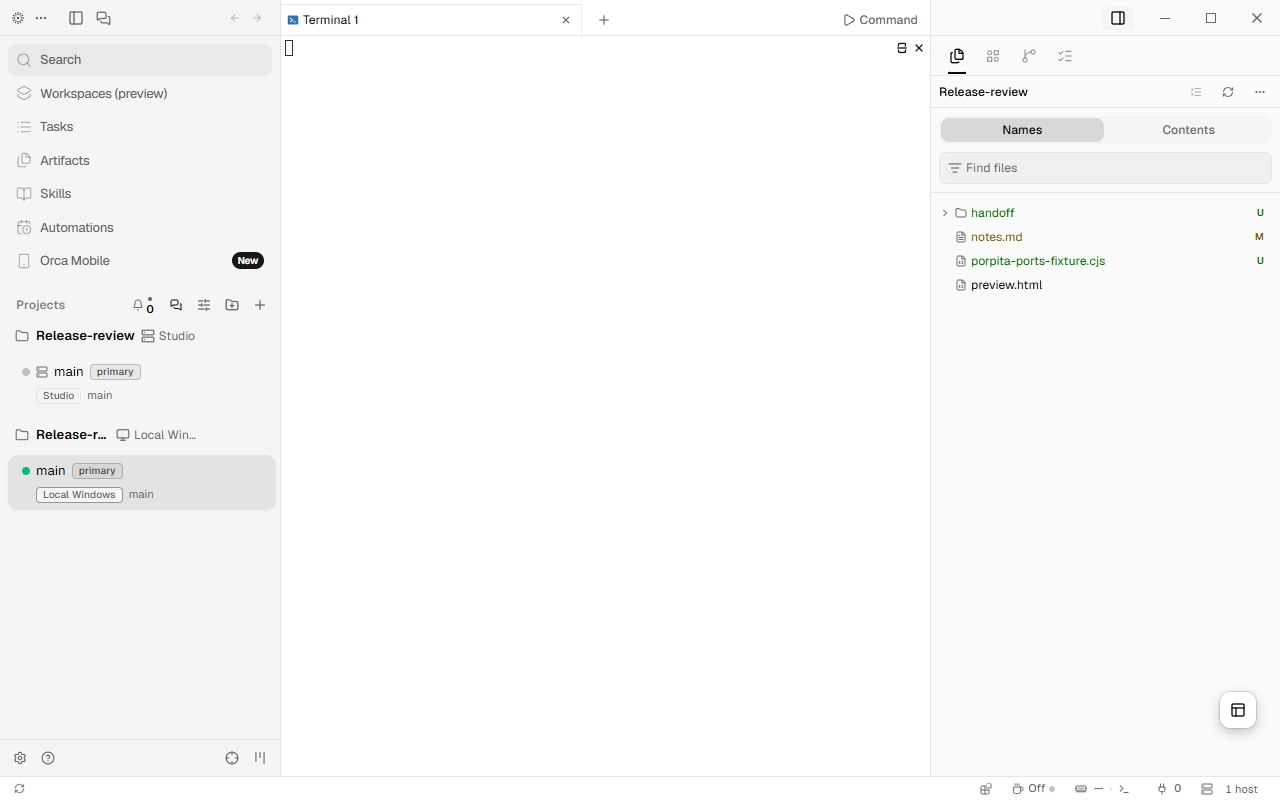 Terminal 1
Command
Search
Workspaces (preview)
Tasks
Artifacts
Skills
Automations
Orca Mobile
New
Projects
0
Release-review
Studio
main
primary
Studio
main
Release-r...
Local Win...
main
primary
Local Windows
main
Release-review
Names
Contents
Find files
handoff
U
notes.md
M
porpita-ports-fixture.cjs
U
preview.html
Off
0
1 host